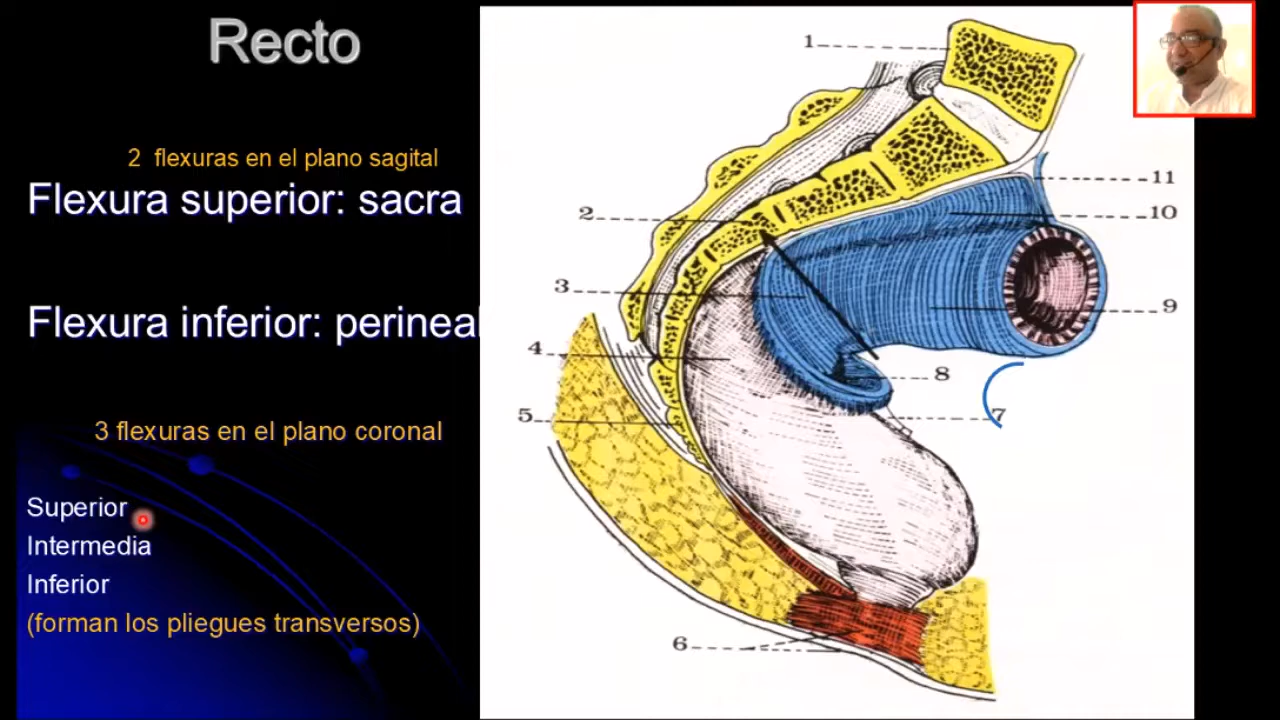 Recto
2 flexuras en el plano sagital
Flexura superior: sacra
Flexura inferior: perineal
3 flexuras en el plano coronal
Superior
Intermedia
Inferior
(forman los pliegues transversos)
1
2
3
4
5
6
11
10
9
8
7